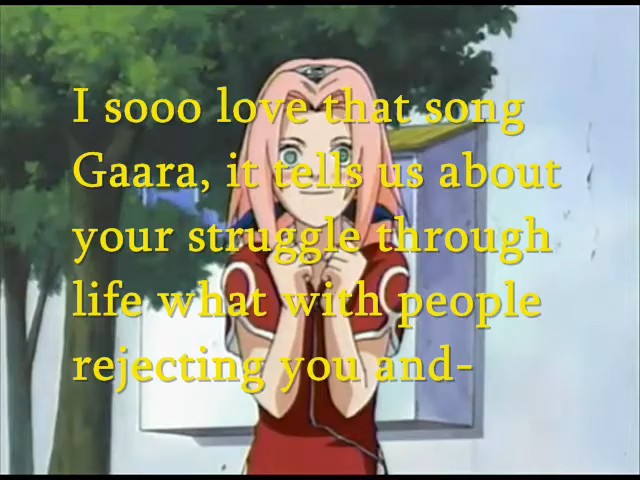 I sooo love that song
Gaara, it tells us about
your struggle through
life what with people
rejecting you and-